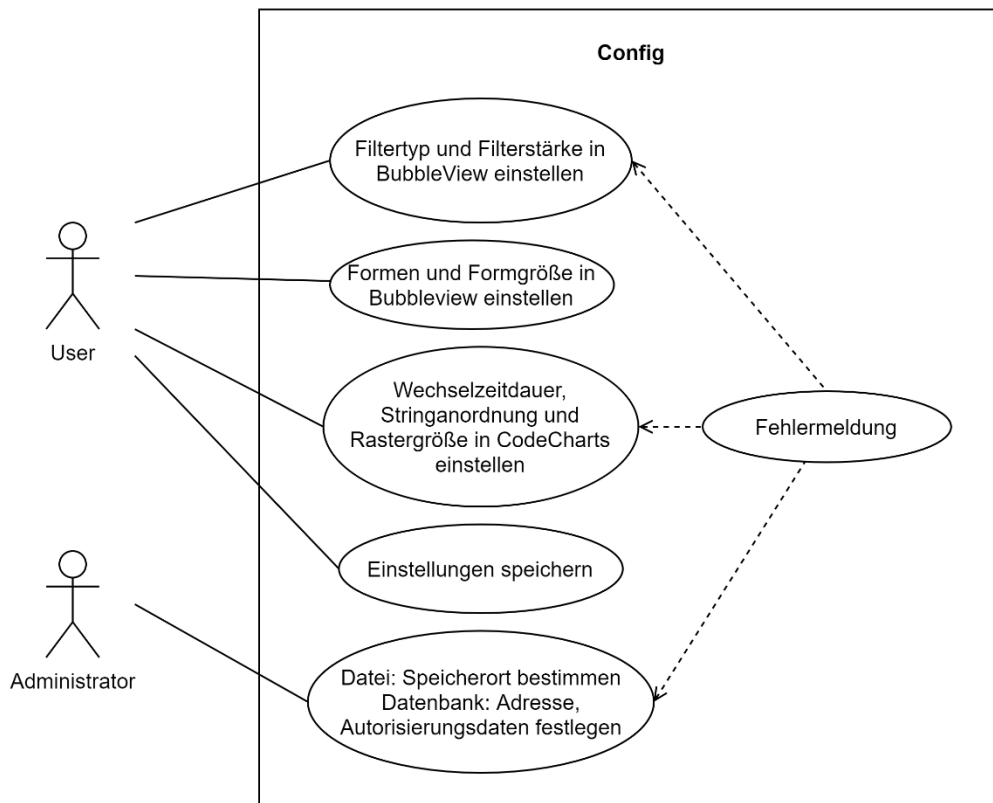 Config
Filtertyp und Filterstärke in
BubbleView einstellen
Formen und Formgröße in
Bubbleview einstellen
User
Wechselzeitdauer,
Stringanordnung und
Rastergröße in CodeCharts
einstellen
Fehlermeldung
Einstellungen speichern
Administrator
Datei: Speicherort bestimmen
Datenbank: Adresse,
Autorisierungsdaten festlegen